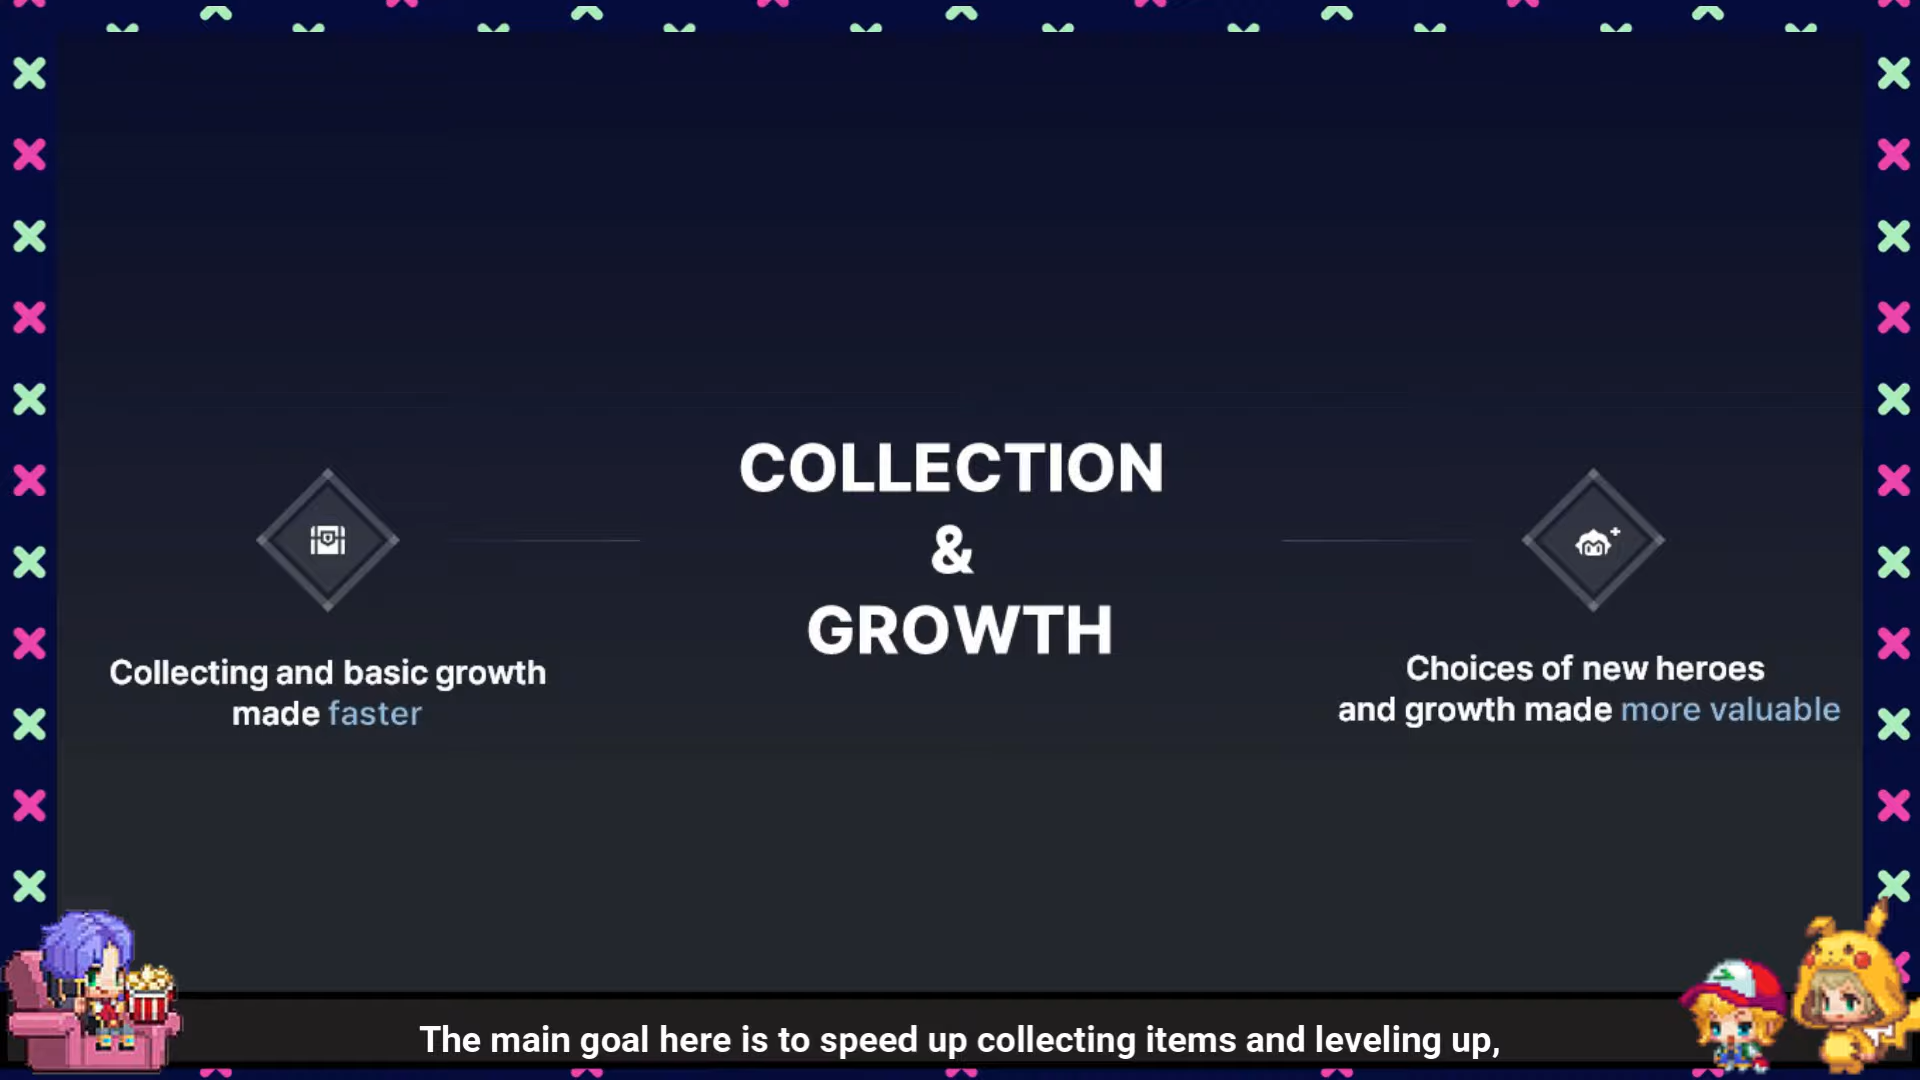 COLLECTION
&
GROWTH
Collecting and basic growth
made faster
Choices of new heroes
and growth made more valuable
The main goal here is to speed up collecting items and leveling up,